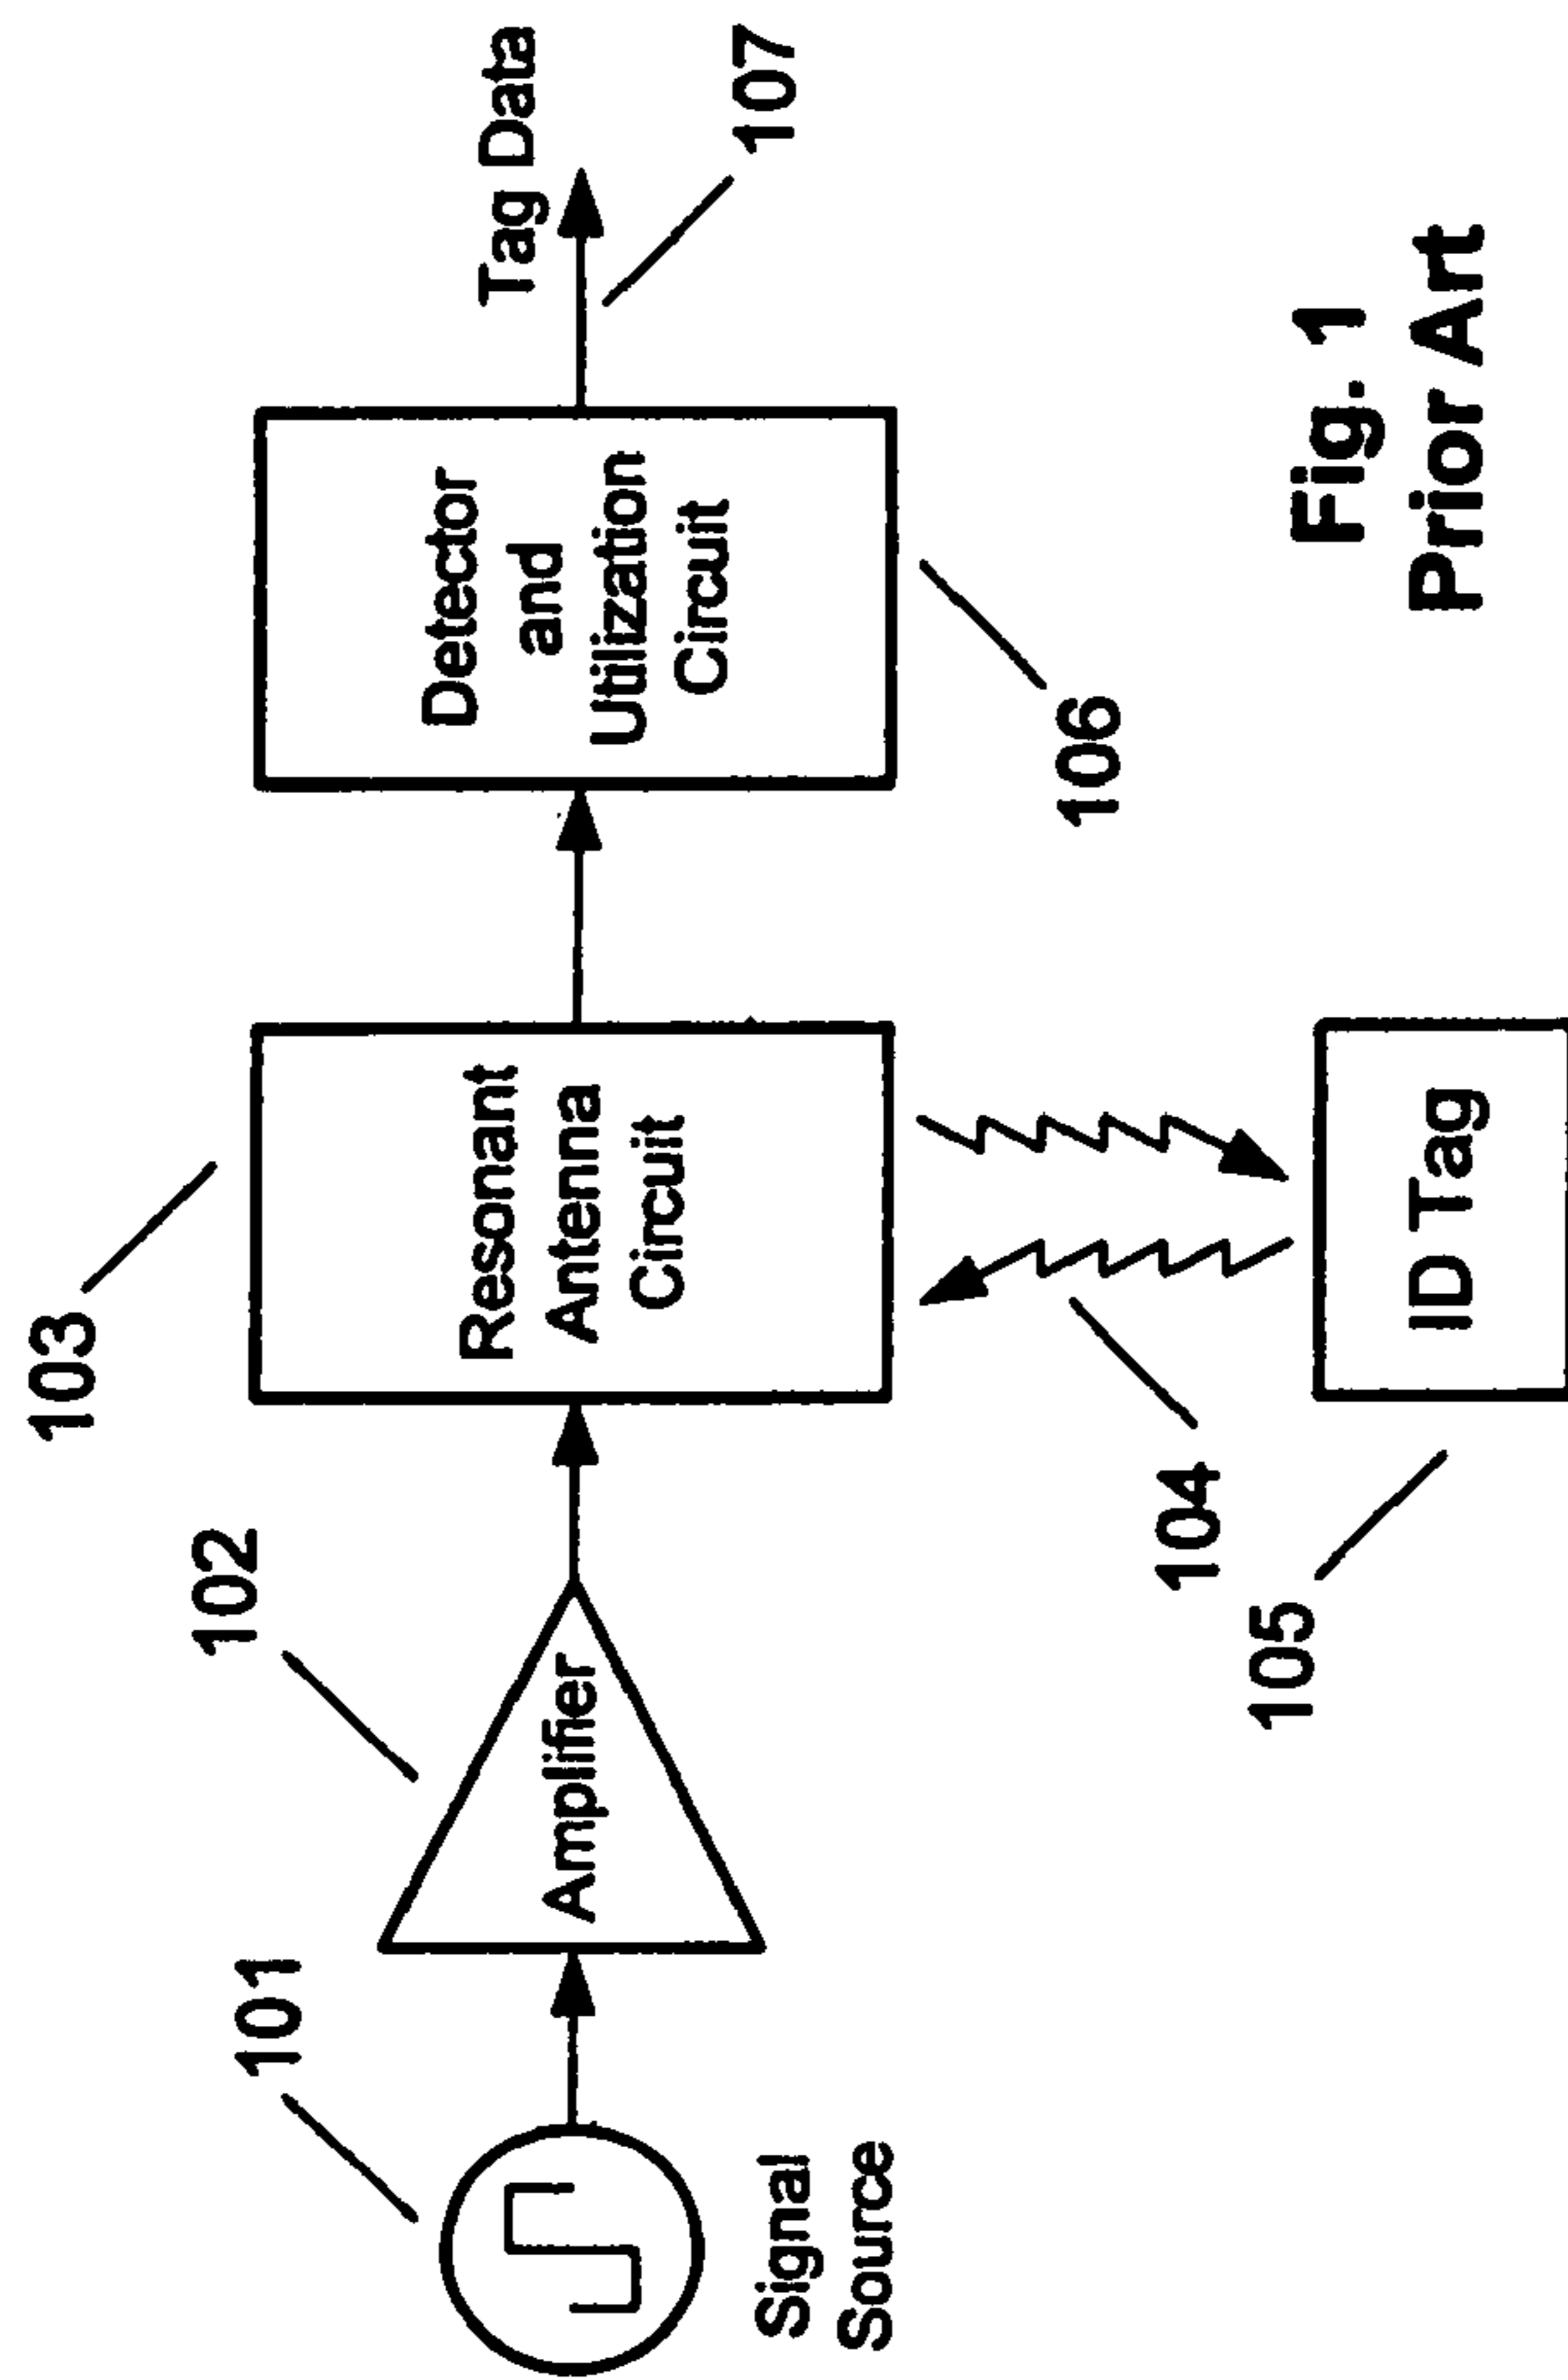 103
102
101
Resonant
Antenna
Circuit
Detector
and
Utilization
Circuit
Tag Data
107
Amplifier
Signal
Source
104
105
106
ID Tag
Fig. 1
Prior Art